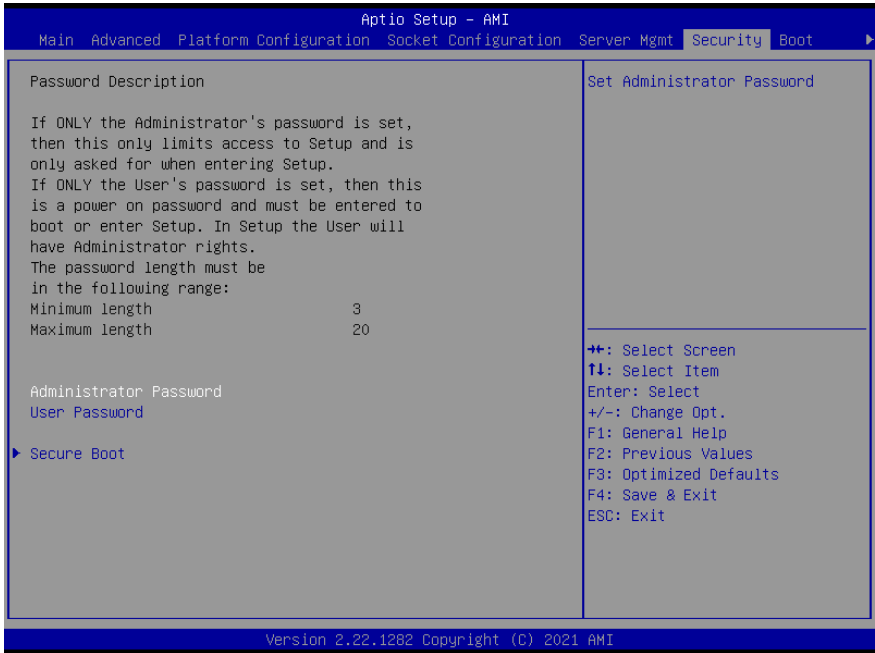 Aptio Setup – AMI
Main Advanced Platform Configuration Socket Configuration Server Mgmt Security Boot ▶
Password Description
If ONLY the Administrator's password is set,
then this only limits access to Setup and is
only asked for when entering Setup.
If ONLY the User's password is set, then this
is a power on password and must be entered to
boot or enter Setup. In Setup the User will
have Administrator rights.
The password length must be
in the following range:
Minimum length 3
Maximum length 20
Administrator Password
User Password
▶ Secure Boot
Set Administrator Password
→←: Select Screen
↑↓: Select Item
Enter: Select
+/-: Change Opt.
F1: General Help
F2: Previous Values
F3: Optimized Defaults
F4: Save & Exit
ESC: Exit
Version 2.22.1282 Copyright (C) 2021 AMI